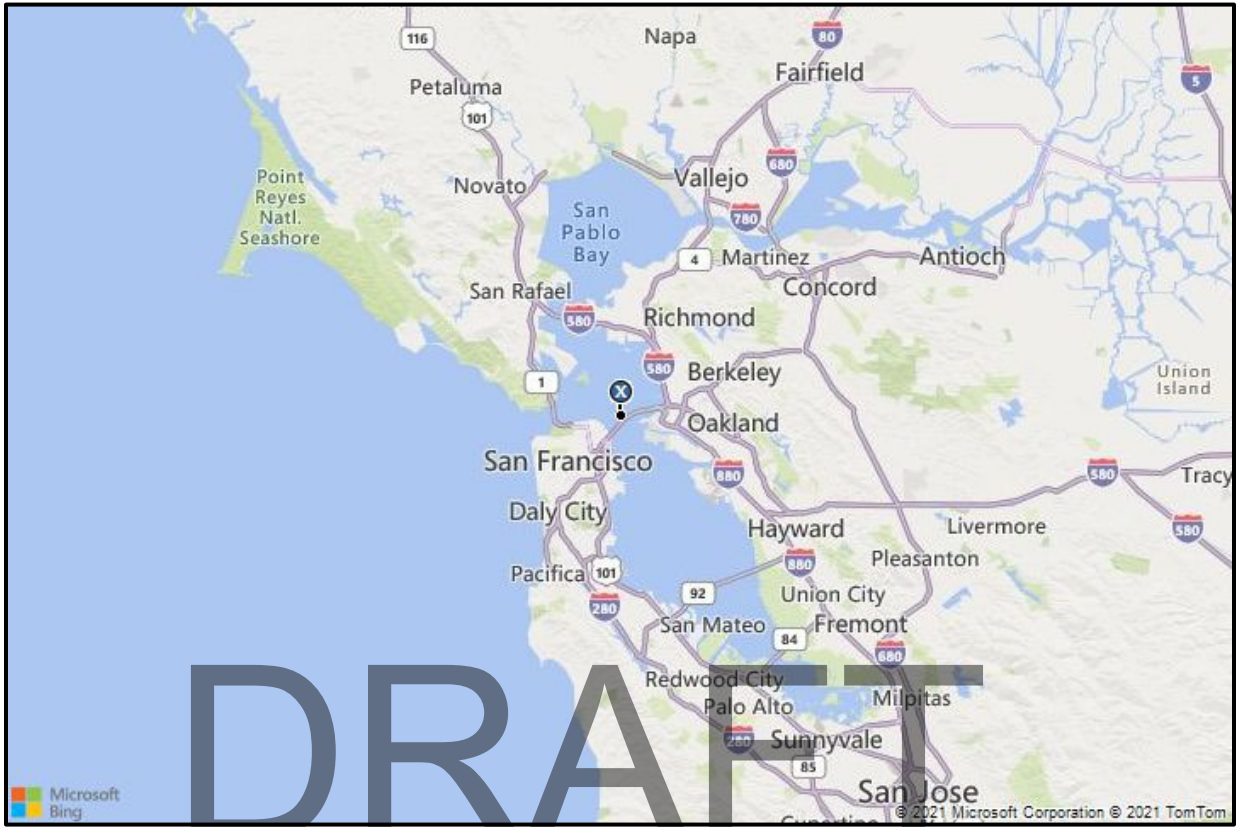 116
Napa
80
Fairfield
5
Petaluma
101
680
Point
Reyes
Natl.
Seashore
Novato
Vallejo
San
Pablo
Bay
780
4
Martinez
Antioch
San Rafael
Concord
580
Richmond
580
Berkeley
Union
Island
1
X
Oakland
San Francisco
880
580
Tracy
Daly City
Hayward
Livermore
580
Pacifica
101
880
Pleasanton
280
92
Union City
San Mateo
84
Fremont
680
Redwood City
Palo Alto
Milpitas
280
Sunnyvale
85
San Jose
DRAFT
Microsoft
Bing
© 2021 Microsoft Corporation © 2021 TomTom